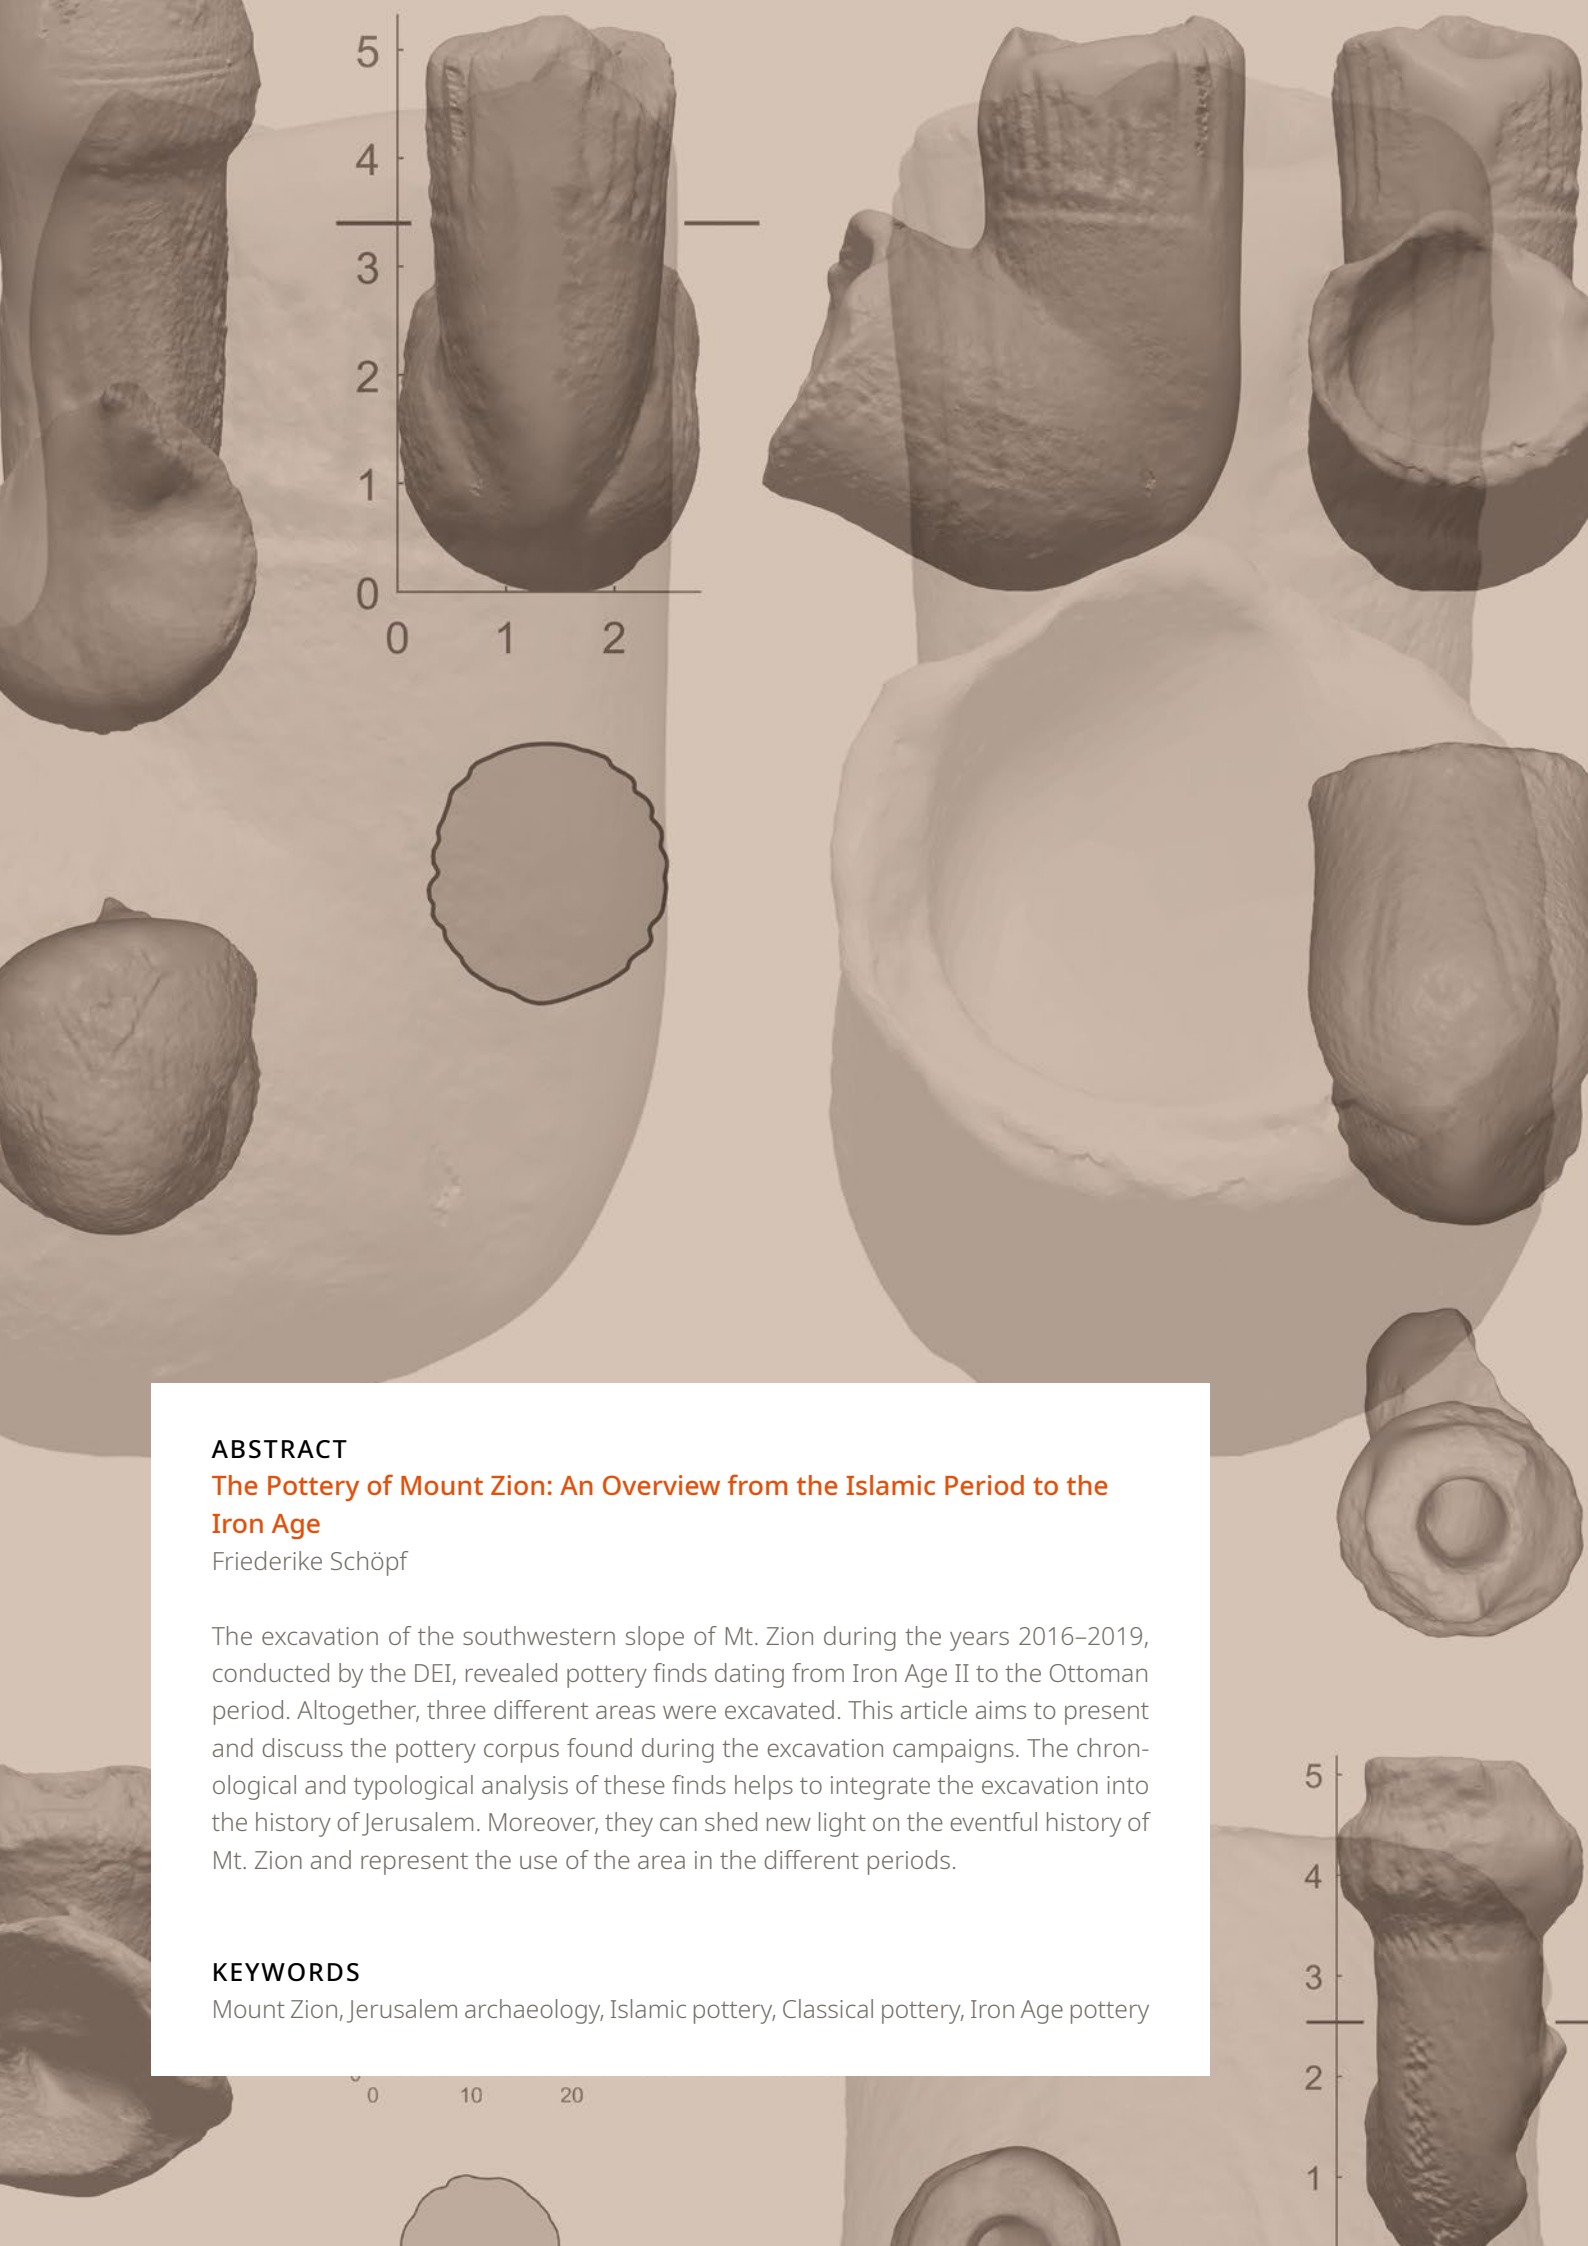 5
4
3
2
1
0
0 1 2
ABSTRACT
The Pottery of Mount Zion: An Overview from the Islamic Period to the
Iron Age
Friederike Schöpf
The excavation of the southwestern slope of Mt. Zion during the years 2016–2019,
conducted by the DEI, revealed pottery finds dating from Iron Age II to the Ottoman
period. Altogether, three different areas were excavated. This article aims to present
and discuss the pottery corpus found during the excavation campaigns. The chron-
ological and typological analysis of these finds helps to integrate the excavation into
the history of Jerusalem. Moreover, they can shed new light on the eventful history of
Mt. Zion and represent the use of the area in the different periods.
KEYWORDS
Mount Zion, Jerusalem archaeology, Islamic pottery, Classical pottery, Iron Age pottery
5
4
3
2
1
0 10 20